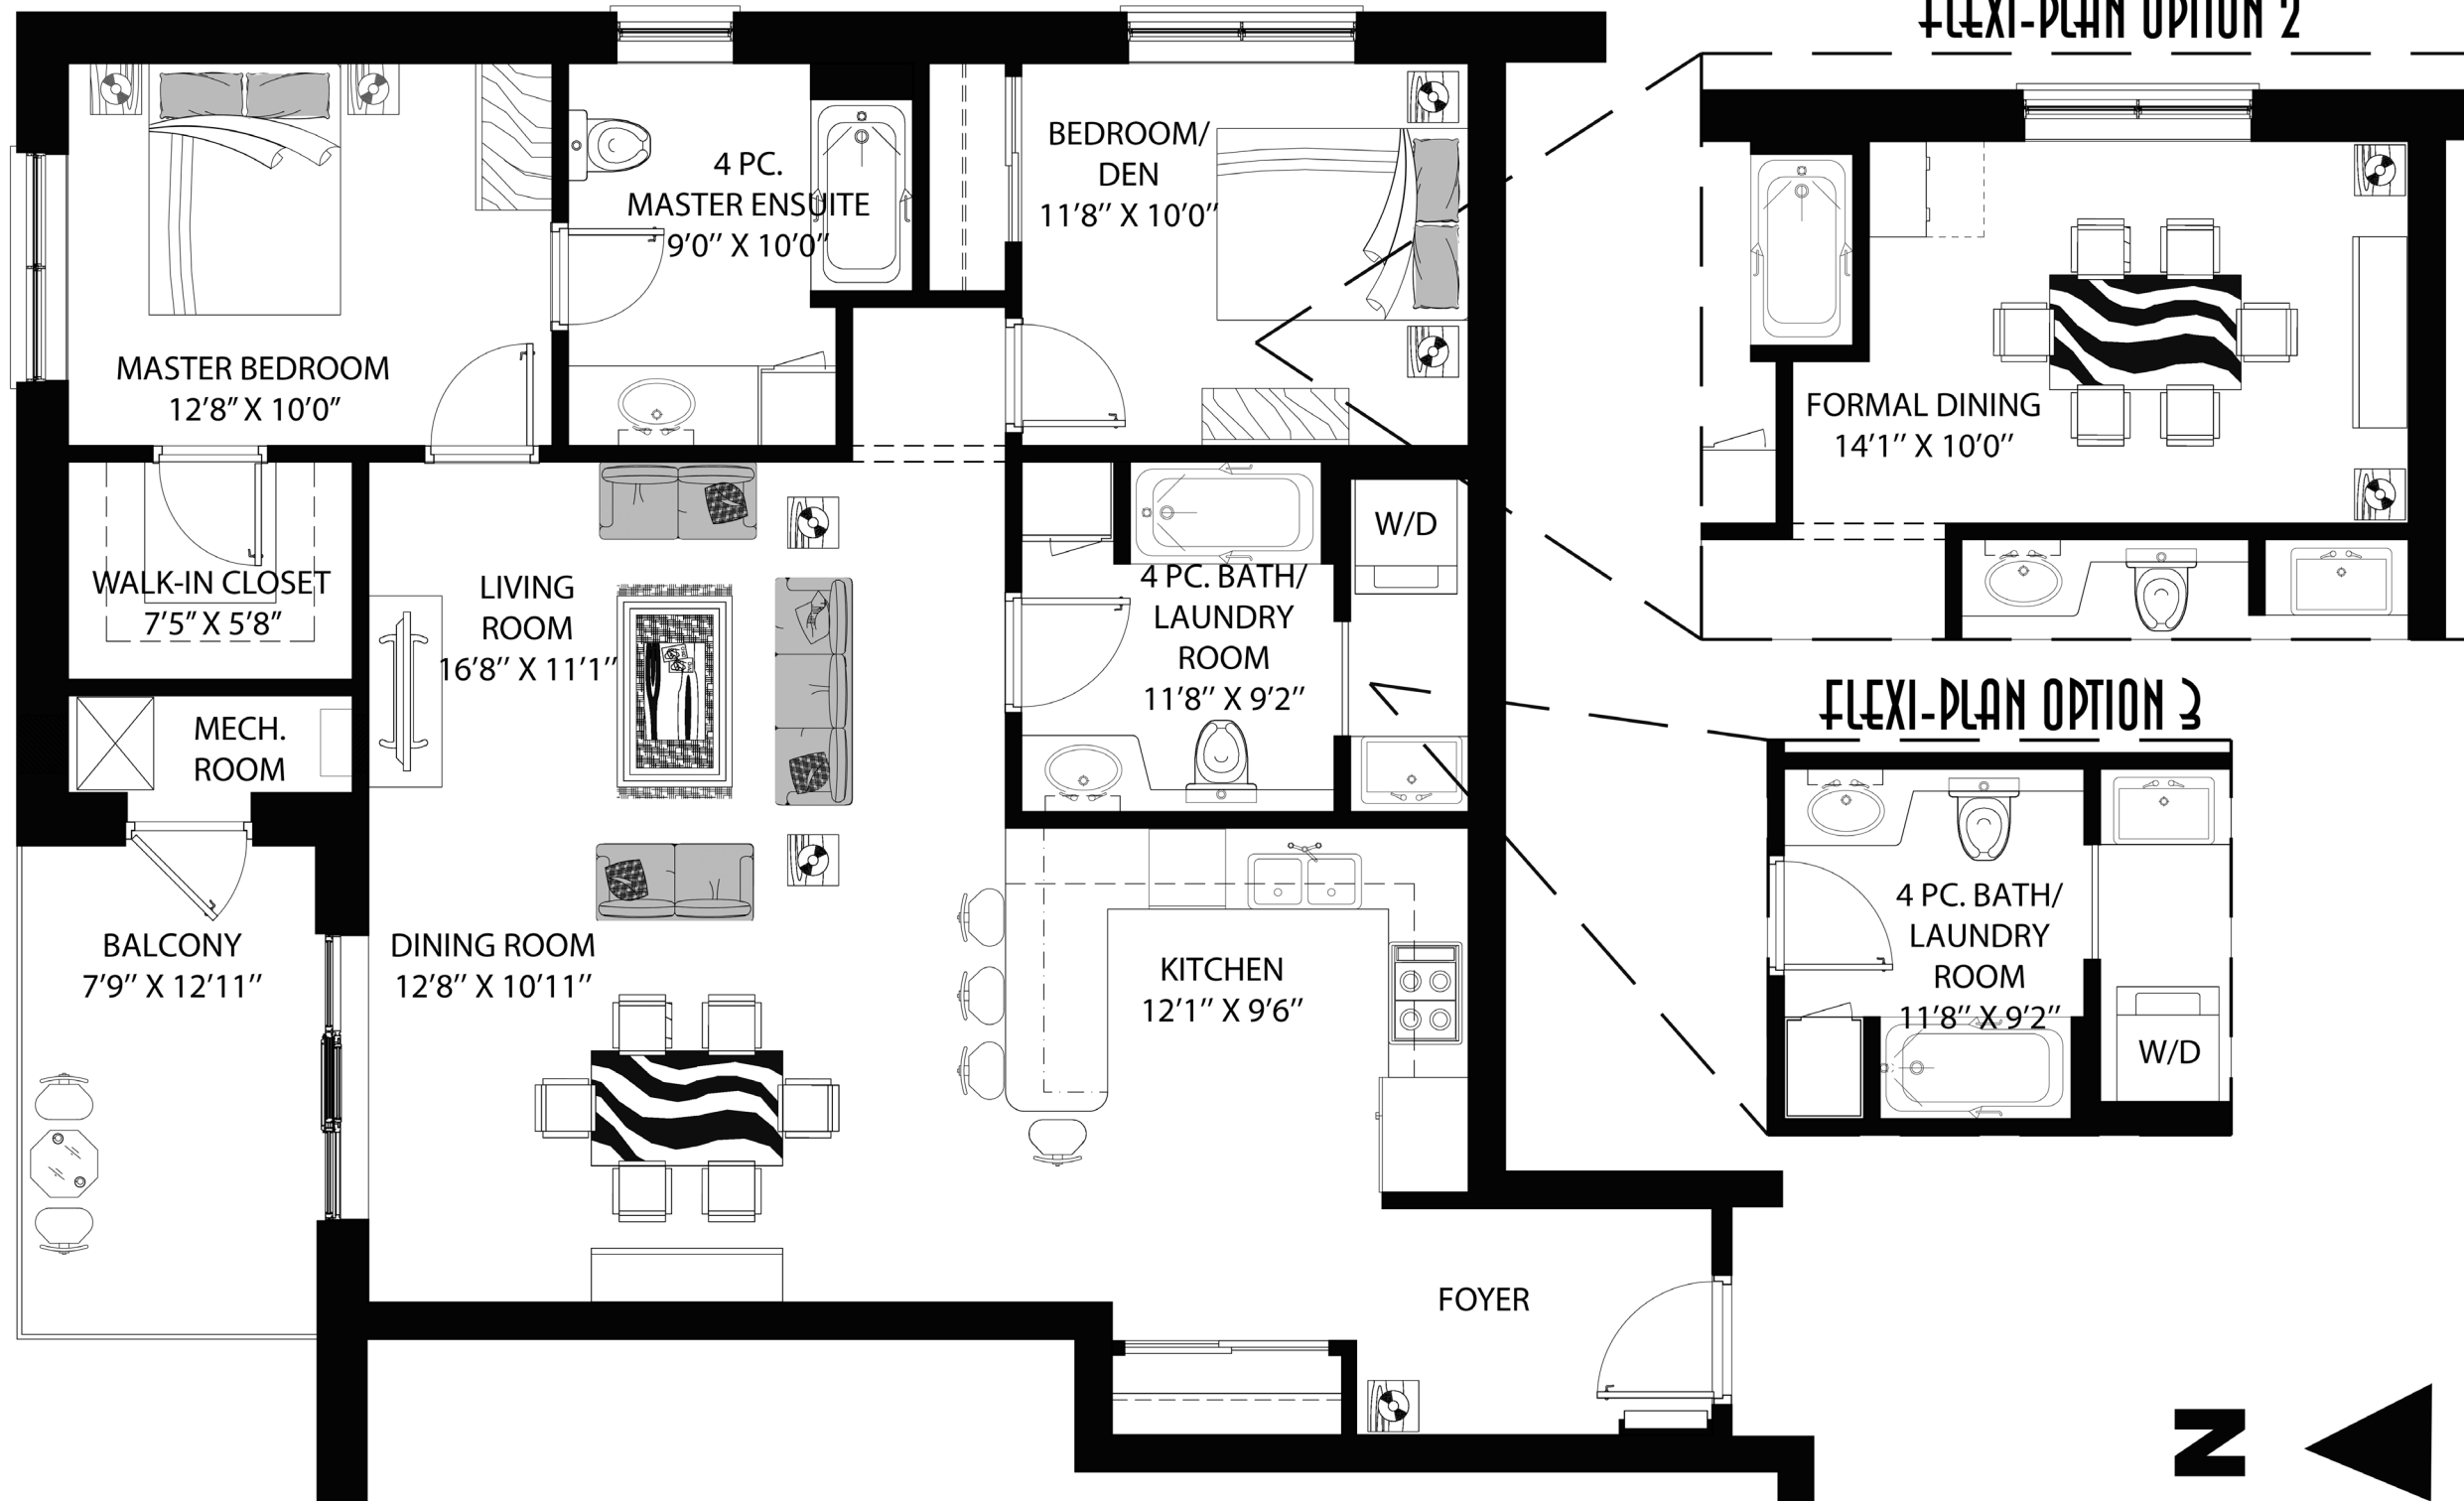 FLEXI-PLAN OPTION 2
4 PC.
MASTER ENSUITE
9'0'' X 10'0''
BEDROOM/
DEN
11'8'' X 10'0''
MASTER BEDROOM
12'8'' X 10'0''
FORMAL DINING
14'1'' X 10'0''
WALK-IN CLOSET
7'5'' X 5'8''
LIVING
ROOM
16'8'' X 11'1''
W/D
4 PC. BATH/
LAUNDRY
ROOM
11'8'' X 9'2''
MECH.
ROOM
FLEXI-PLAN OPTION 3
4 PC. BATH/
LAUNDRY
ROOM
11'8'' X 9'2''
W/D
BALCONY
7'9'' X 12'11''
DINING ROOM
12'8'' X 10'11''
KITCHEN
12'1'' X 9'6''
FOYER
N